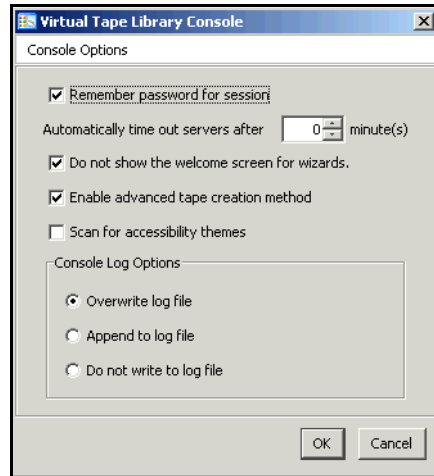 Virtual Tape Library Console
Console Options
Remember password for session
Automatically time out servers after 0 minute(s)
Do not show the welcome screen for wizards.
Enable advanced tape creation method
Scan for accessibility themes
Console Log Options
Overwrite log file
Append to log file
Do not write to log file
OK Cancel